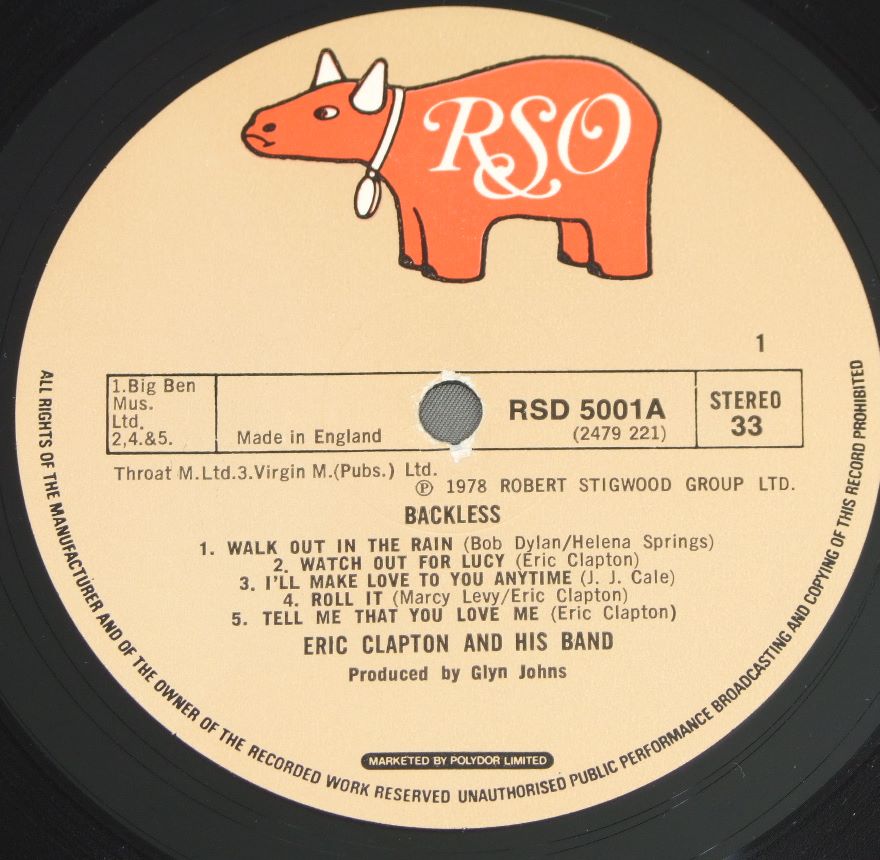 RSO
1
1.Big Ben
Mus.
Ltd.
2,4.&5.
Made in England
RSD 5001A
(2479 221)
STEREO
33
Throat M.Ltd.3.Virgin M.(Pubs.) Ltd.
Ⓟ 1978 ROBERT STIGWOOD GROUP LTD.
BACKLESS
1. WALK OUT IN THE RAIN (Bob Dylan/Helena Springs)
2. WATCH OUT FOR LUCY (Eric Clapton)
3. I'LL MAKE LOVE TO YOU ANYTIME (J. J. Cale)
4. ROLL IT (Marcy Levy/Eric Clapton)
5. TELL ME THAT YOU LOVE ME (Eric Clapton)
ERIC CLAPTON AND HIS BAND
Produced by Glyn Johns
MARKETED BY POLYDOR LIMITED
ALL RIGHTS OF THE MANUFACTURER AND OF THE OWNER OF THE RECORDED WORK RESERVED UNAUTHORISED PUBLIC PERFORMANCE BROADCASTING AND COPYING OF THIS RECORD PROHIBITED